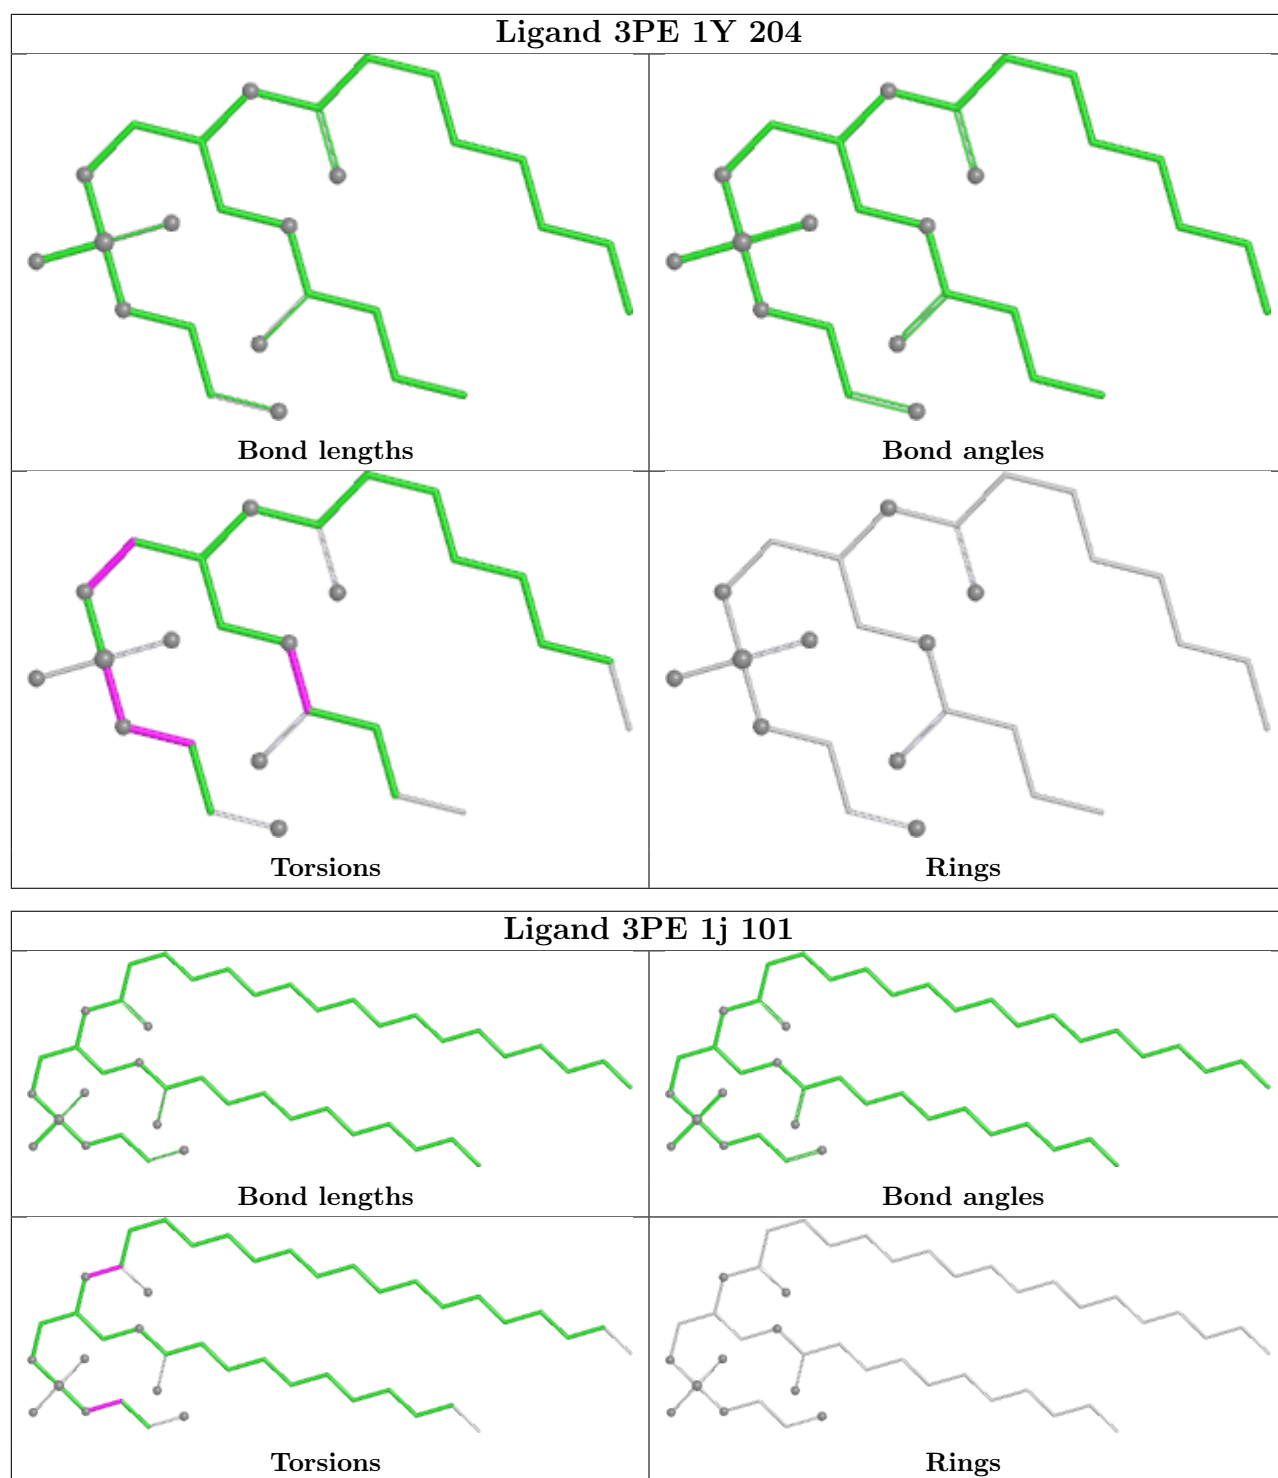 Ligand 3PE 1Y 204
Bond lengths
Bond angles
Torsions
Rings
Ligand 3PE 1j 101
Bond lengths
Bond angles
Torsions
Rings